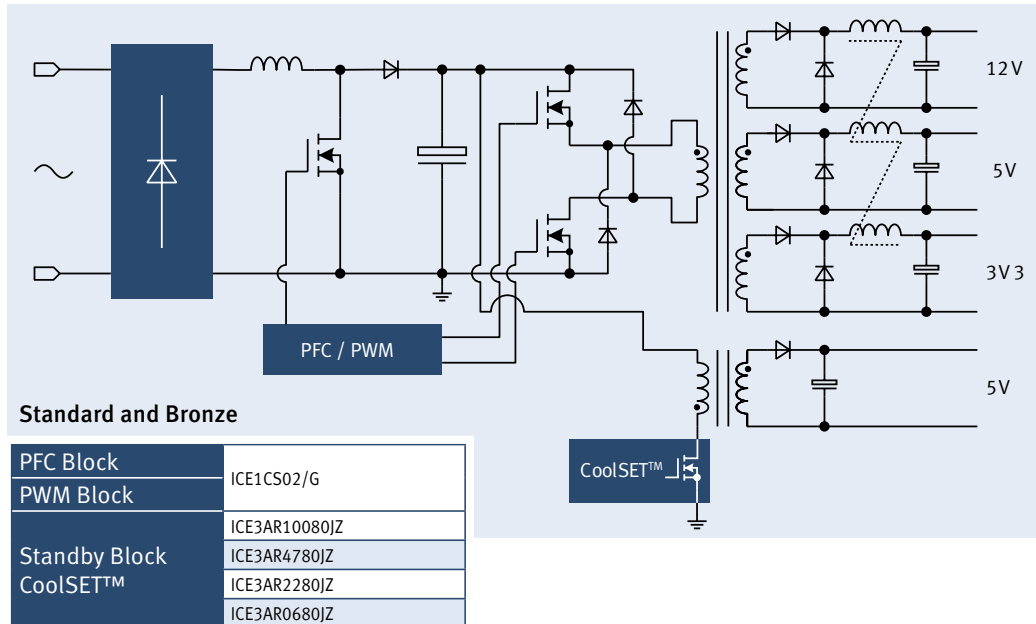 12V
5V
3V3
PFC / PWM
5V
CoolSET™
Standard and Bronze
PFC Block
PWM Block
ICE1CS02/G
Standby Block
CoolSET™
ICE3AR10080JZ
ICE3AR4780JZ
ICE3AR2280JZ
ICE3AR0680JZ